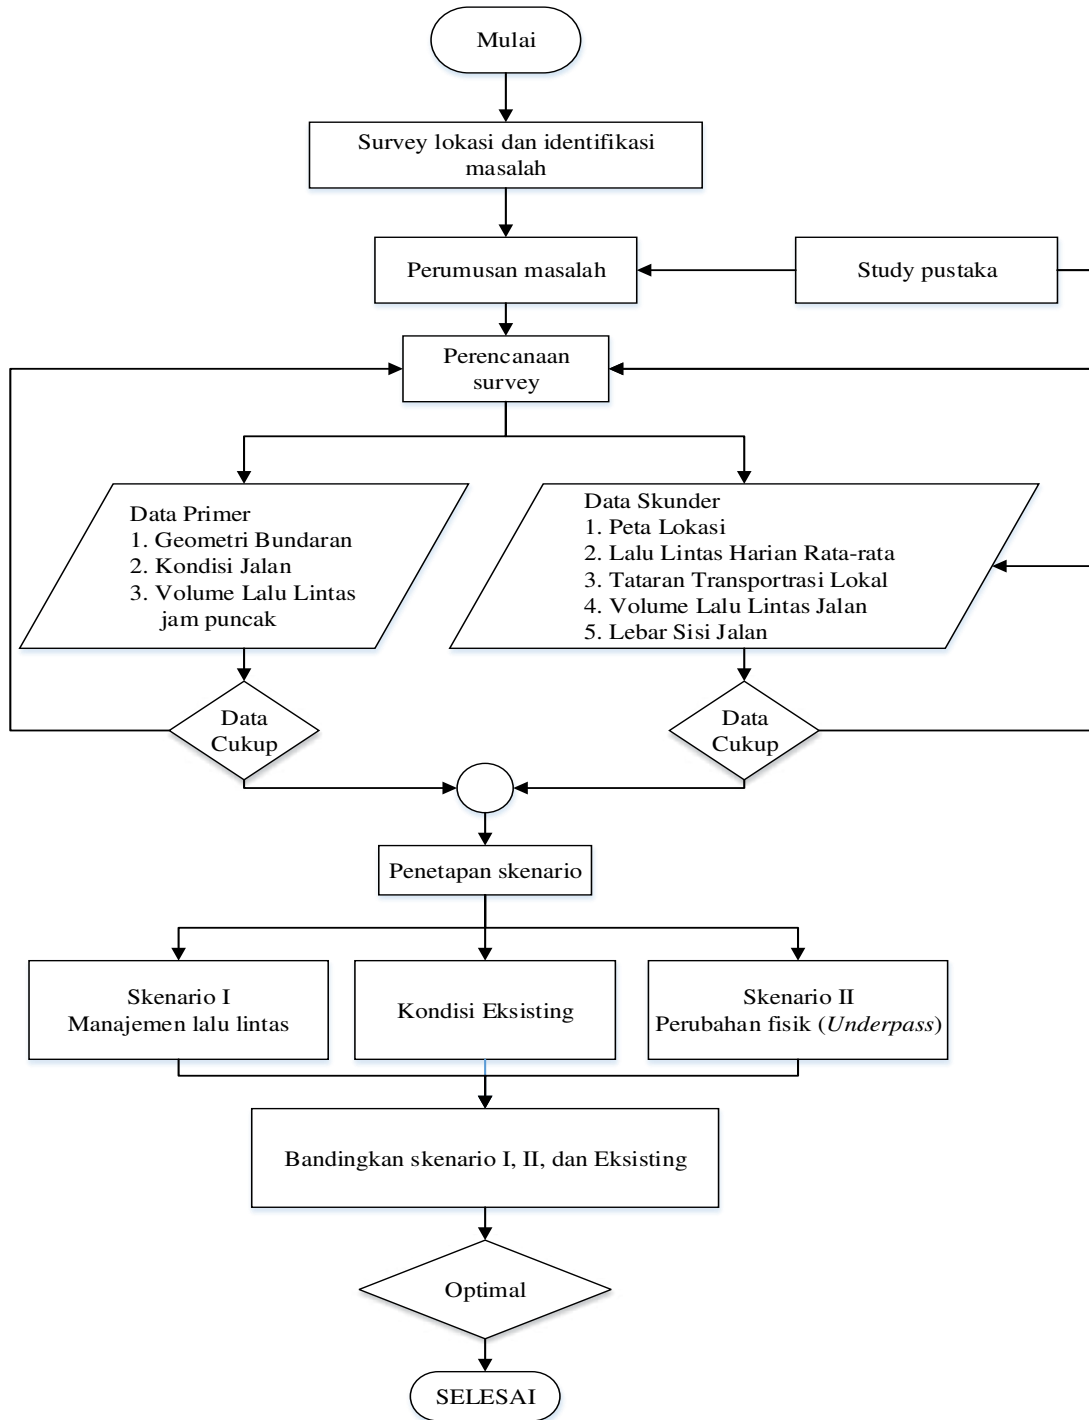 Mulai
Survey lokasi dan identifikasi
masalah
Perumusan masalah
Study pustaka
Perencanaan
survey
Data Primer
1. Geometri Bundaran
2. Kondisi Jalan
3. Volume Lalu Lintas
jam puncak
Data Skunder
1. Peta Lokasi
2. Lalu Lintas Harian Rata-rata
3. Tataran Transportrasi Lokal
4. Volume Lalu Lintas Jalan
5. Lebar Sisi Jalan
Data
Cukup
Data
Cukup
Penetapan skenario
Skenario I
Manajemen lalu lintas
Kondisi Eksisting
Skenario II
Perubahan fisik (Underpass)
Bandingkan skenario I, II, dan Eksisting
Optimal
SELESAI